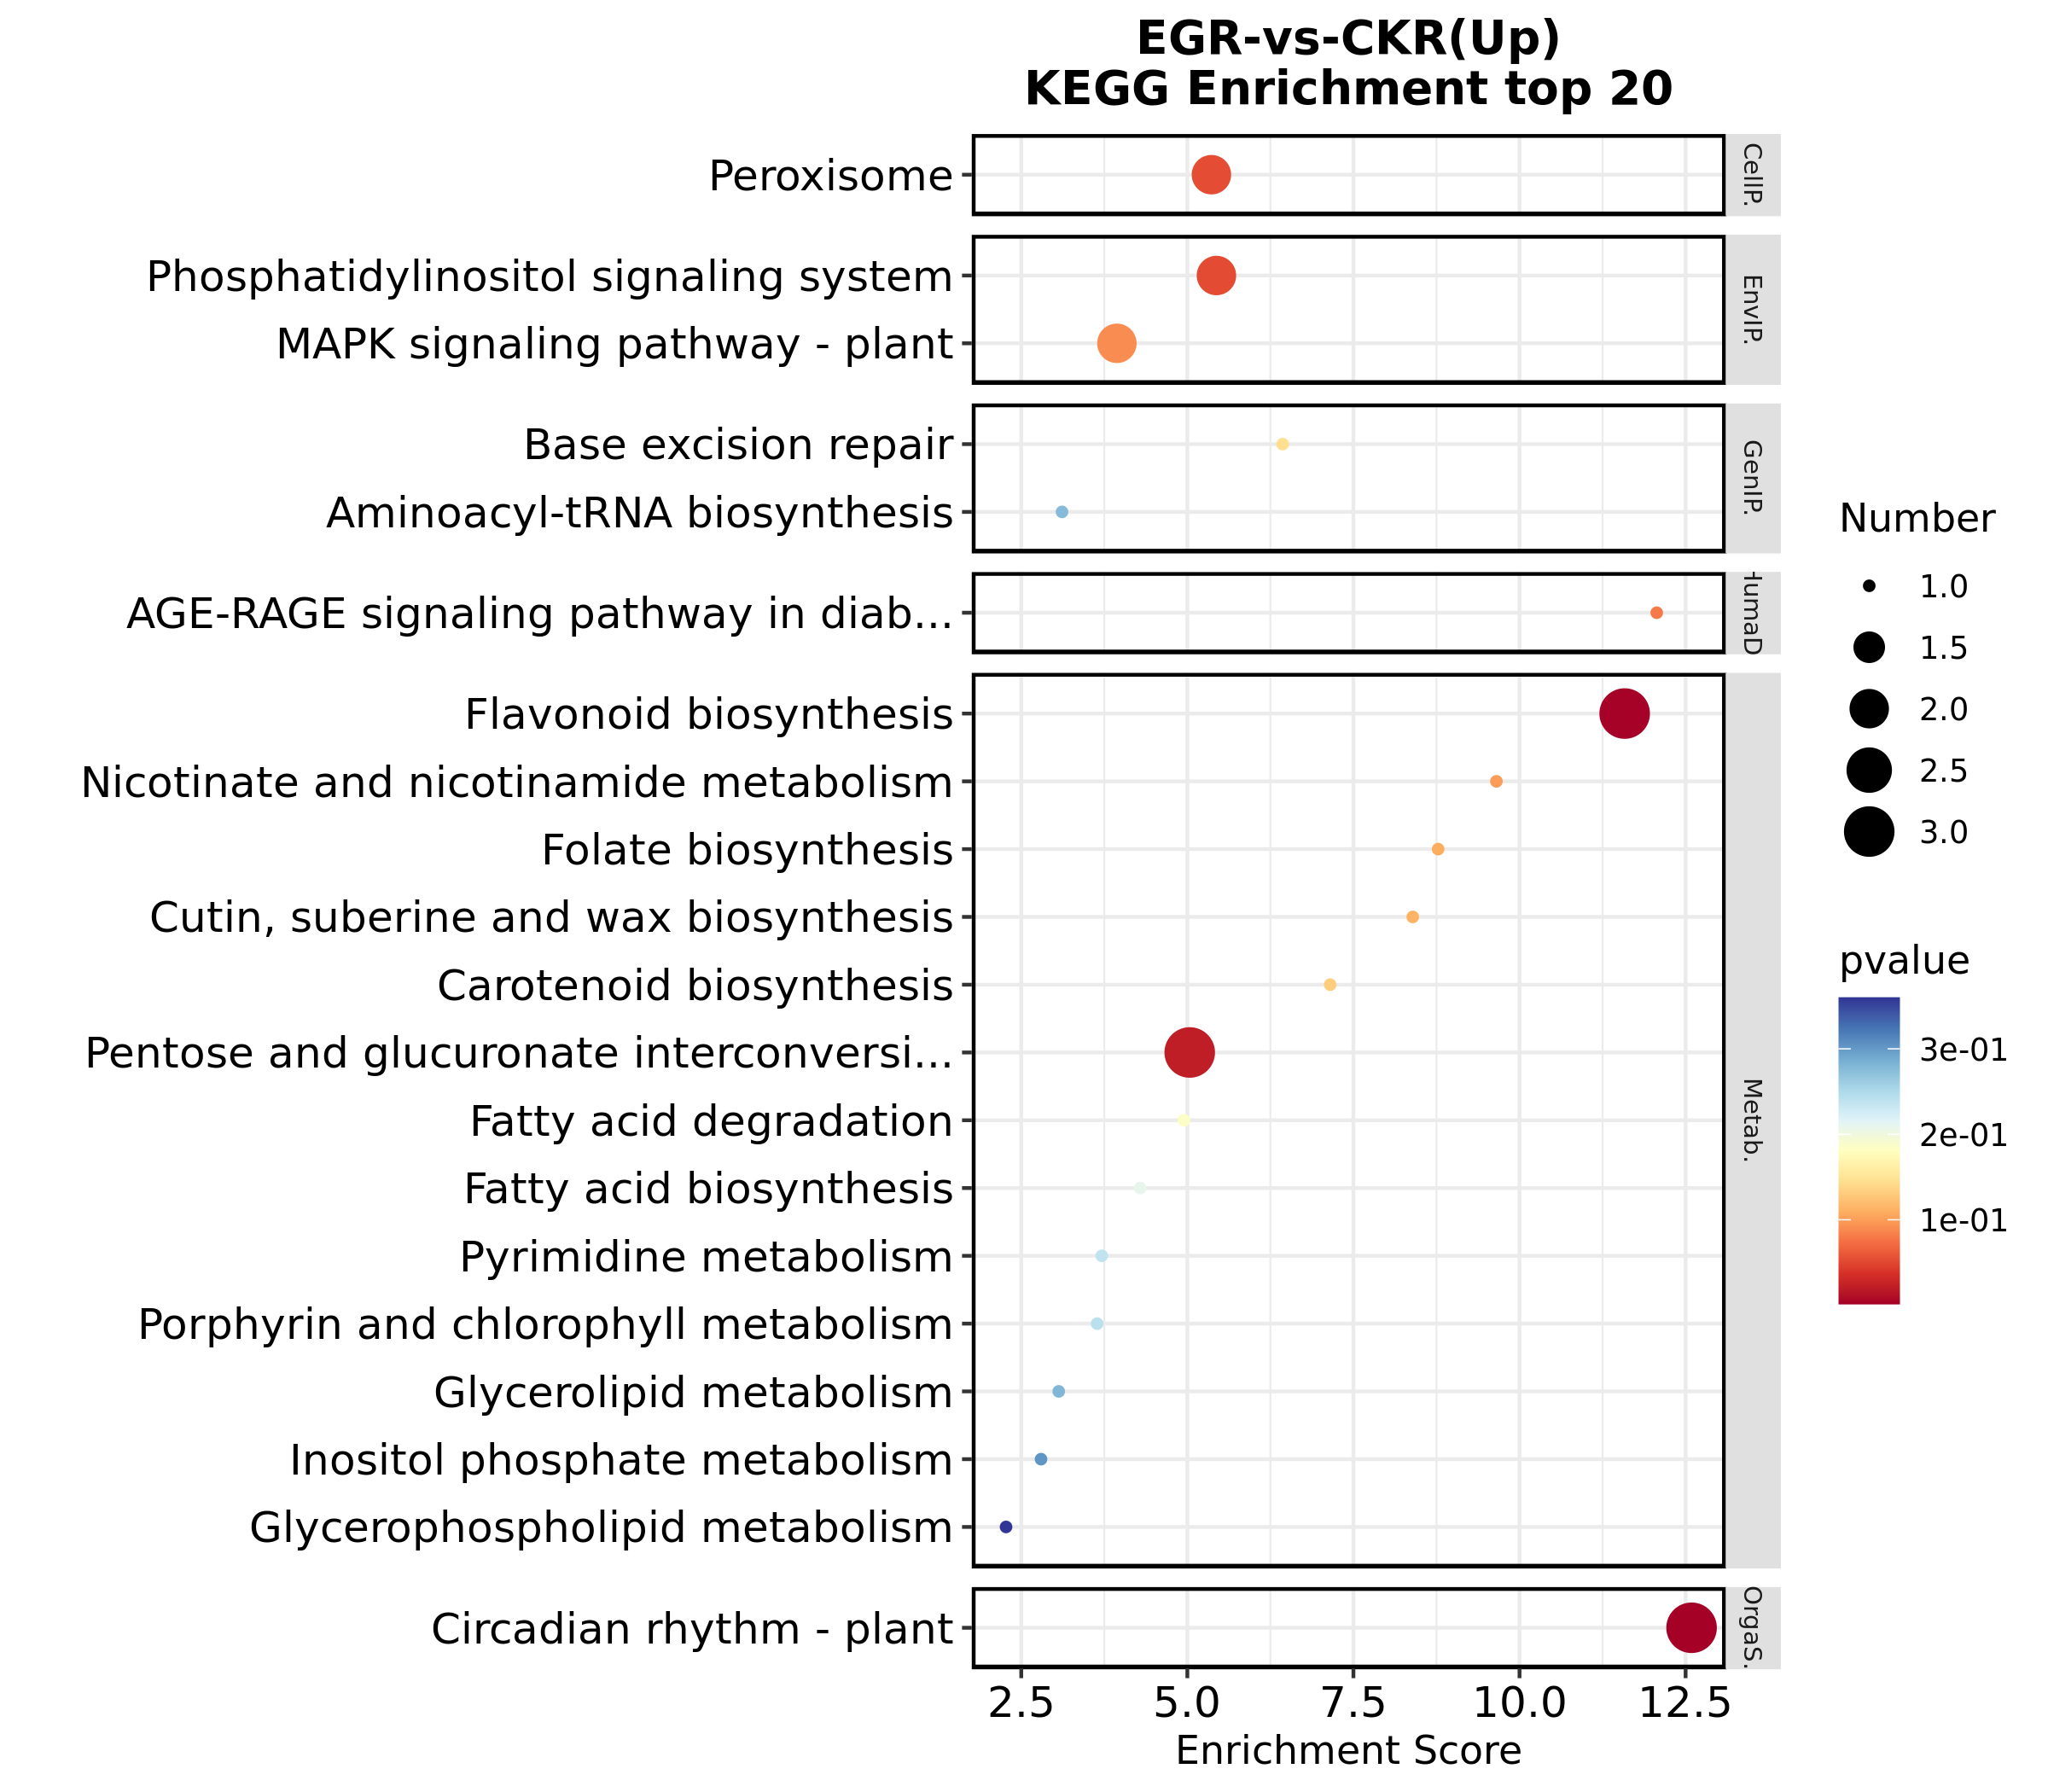 EGR-vs-CKR(Up)
KEGG Enrichment top 20
Peroxisome
CellP.
Phosphatidylinositol signaling system
MAPK signaling pathway - plant
EnvIP.
Base excision repair
Aminoacyl-tRNA biosynthesis
GenIP.
AGE-RAGE signaling pathway in diab...
HumaD
Flavonoid biosynthesis
Nicotinate and nicotinamide metabolism
Folate biosynthesis
Cutin, suberine and wax biosynthesis
Carotenoid biosynthesis
Pentose and glucuronate interconversi...
Fatty acid degradation
Fatty acid biosynthesis
Pyrimidine metabolism
Porphyrin and chlorophyll metabolism
Glycerolipid metabolism
Inositol phosphate metabolism
Glycerophospholipid metabolism
Metab.
Circadian rhythm - plant
OrgaS.
2.5 5.0 7.5 10.0 12.5
Enrichment Score
Number
1.0
1.5
2.0
2.5
3.0
pvalue
3e-01
2e-01
1e-01